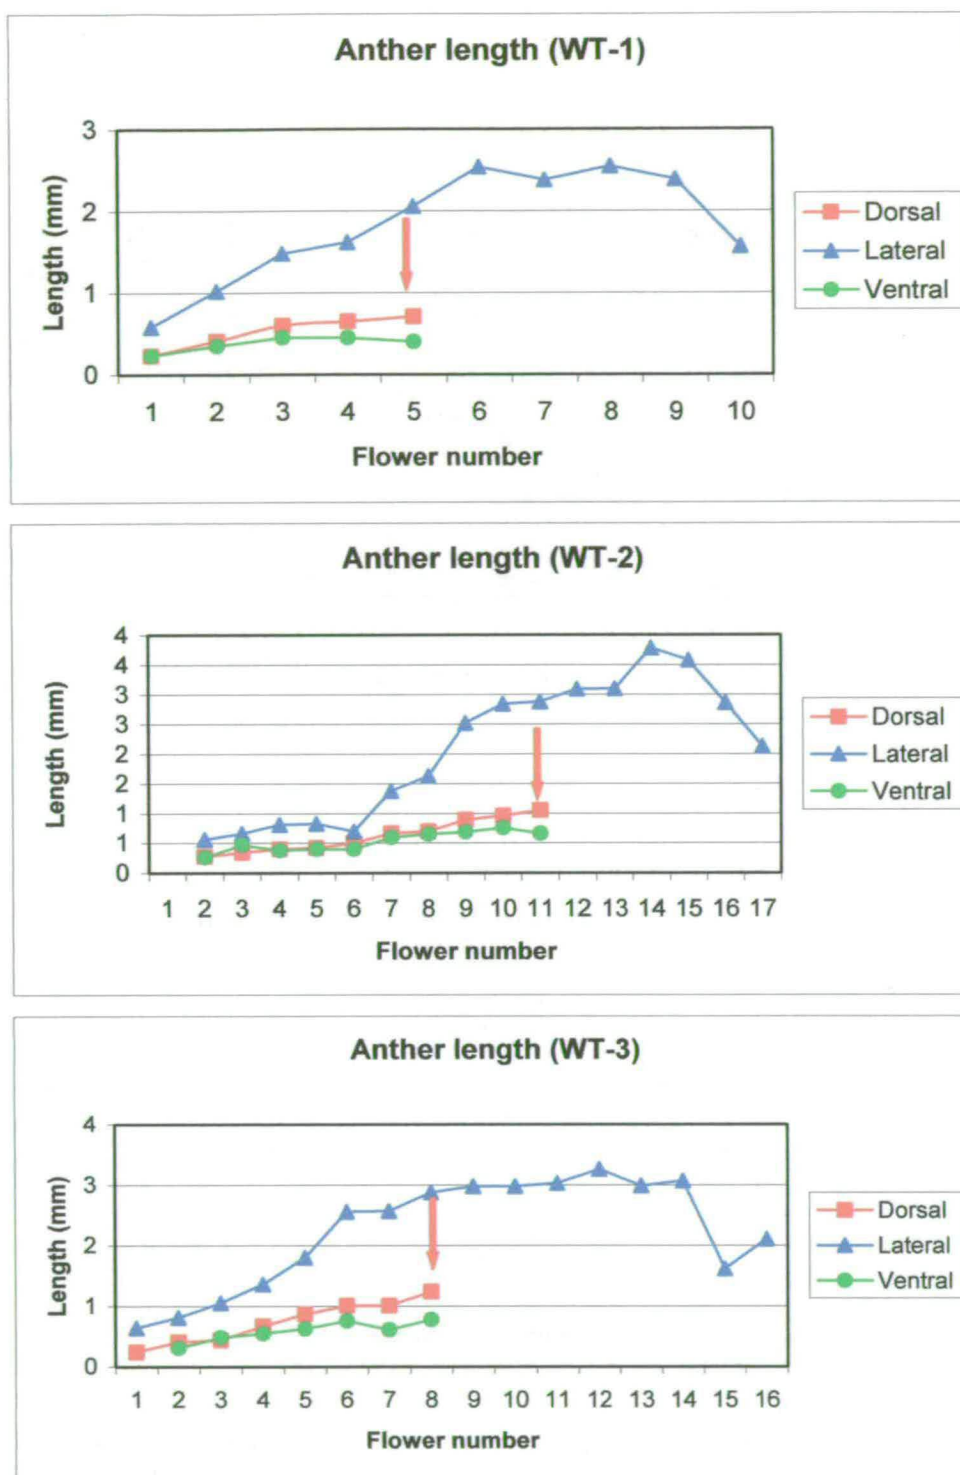 Anther length (WT-1)
Length (mm)
3
2
1
0
1 2 3 4 5 6 7 8 9 10
Flower number
Dorsal
Lateral
Ventral
Anther length (WT-2)
Length (mm)
4
4
3
3
2
2
1
1
0
1 2 3 4 5 6 7 8 9 10 11 12 13 14 15 16 17
Flower number
Dorsal
Lateral
Ventral
Anther length (WT-3)
Length (mm)
4
3
2
1
0
1 2 3 4 5 6 7 8 9 10 11 12 13 14 15 16
Flower number
Dorsal
Lateral
Ventral